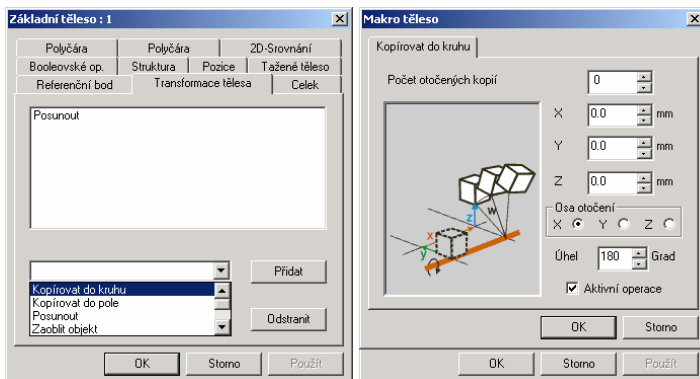 Základní těleso : 1
Polyčára Polyčára 2D-Srovnání
Booleovské op. Struktura Pozice Tažené těleso
Referenční bod Transformace tělesa Celek
Posunout
Přidat
Kopírovat do kruhu
Kopírovat do pole
Posunout
Zaoblit objekt
Odstranit
OK Storno Použít
Makro těleso
Kopírovat do kruhu
Počet otočených kopií 0
X 0.0 mm
Y 0.0 mm
Z 0.0 mm
W
Z
X
y
Osa otočení
X Y Z
Úhel 180 Grad
Aktivní operace
OK Storno
OK Storno Použít